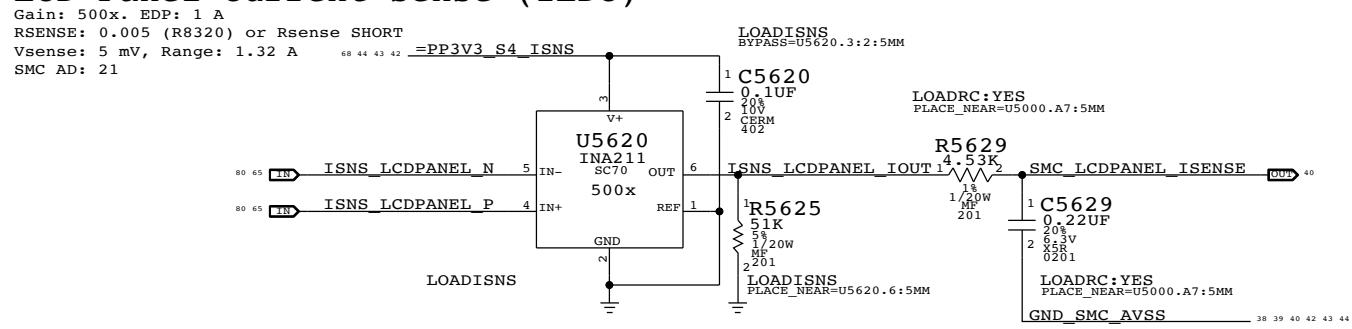 Gain: 500x. EDP: 1 A
RSENSE: 0.005 (R8320) or Rsense SHORT
Vsense: 5 mV, Range: 1.32 A
SMC AD: 21
68 44 43 42 =PP3V3_S4_ISNS
LOADISNS
BYPASS=U5620.3:2:5MM
1 C5620
0.1UF
20%
10V
2 CERM
402
LOADRC:YES
PLACE_NEAR=U5000.A7:5MM
3
V+
U5620
INA211
SC70
500x
80 65 IN ISNS_LCDPANEL_N 5 IN-
OUT 6 ISNS_LCDPANEL_IOUT
80 65 IN ISNS_LCDPANEL_P 4 IN+
REF 1
GND
2
LOADISNS
R5629
1 4.53K 2
1%
1/20W
MF
201
SMC_LCDPANEL_ISENSE OUT 40
1 R5625
51K
5%
1/20W
MF
2 201
LOADISNS
PLACE_NEAR=U5620.6:5MM
1 C5629
0.22UF
20%
2 6.3V
X5R
0201
LOADRC:YES
PLACE_NEAR=U5000.A7:5MM
GND_SMC_AVSS 38 39 40 42 43 44